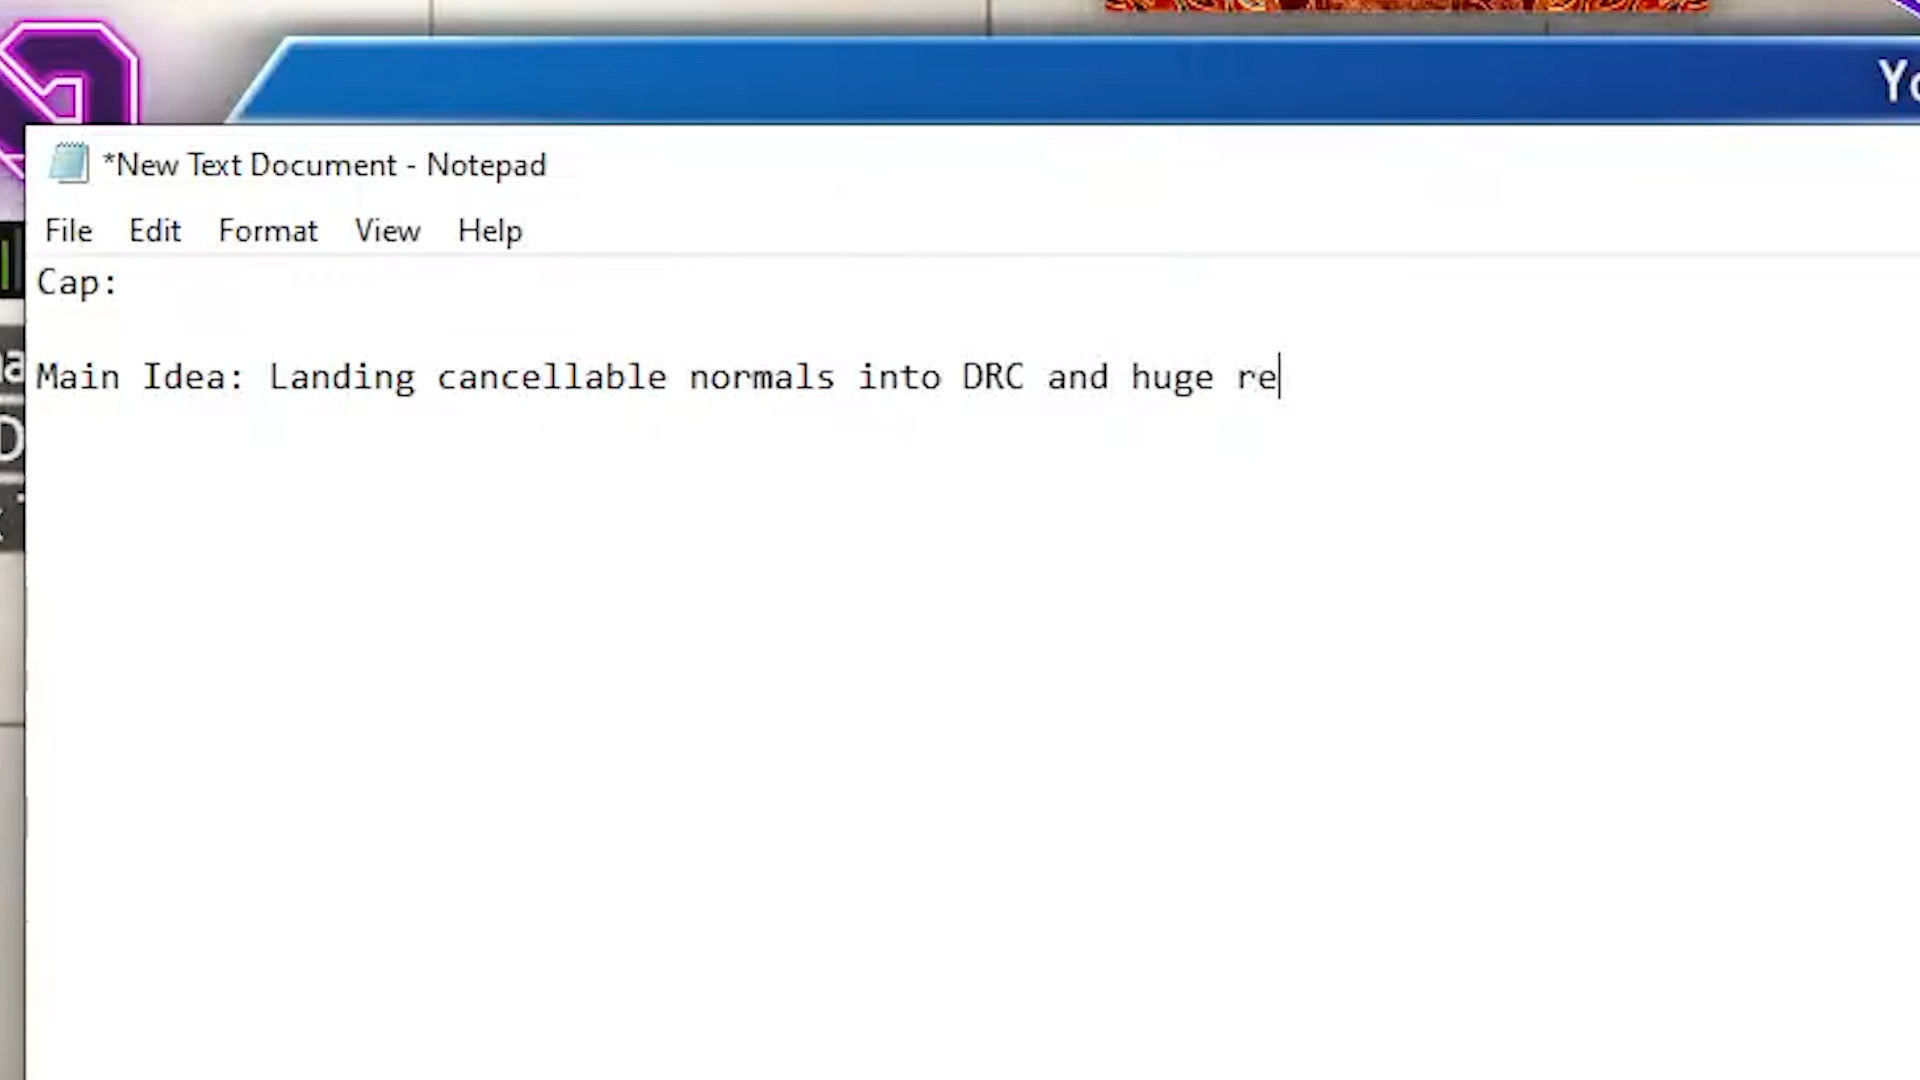 *New Text Document - Notepad
File Edit Format View Help
Cap:
Main Idea: Landing cancellable normals into DRC and huge re